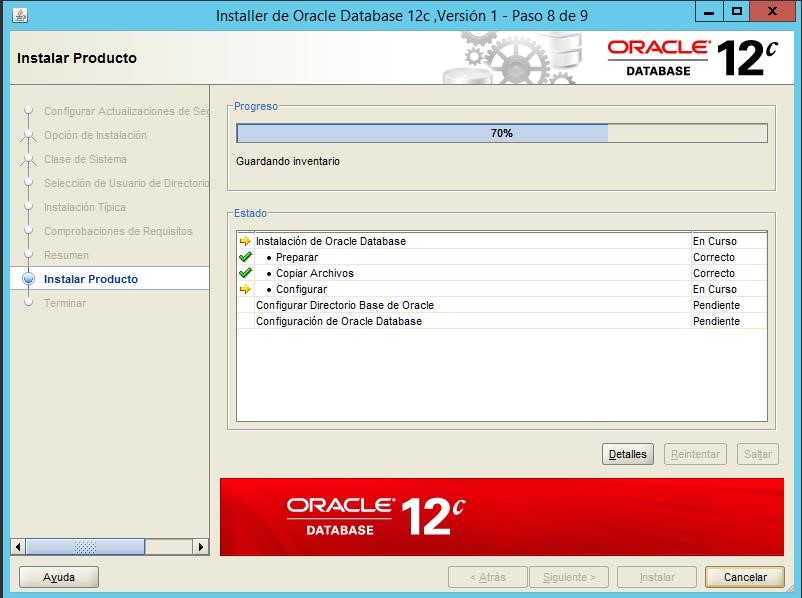 Installer de Oracle Database 12c ,Versión 1 - Paso 8 de 9
Instalar Producto
ORACLE
DATABASE 12c
Configurar Actualizaciones de Seg
Opción de Instalación
Clase de Sistema
Selección de Usuario de Directorio
Instalación Típica
Comprobaciones de Requisitos
Resumen
Instalar Producto
Terminar
Progreso
70%
Guardando inventario
Estado
Instalación de Oracle Database En Curso
• Preparar Correcto
• Copiar Archivos Correcto
• Configurar En Curso
Configurar Directorio Base de Oracle Pendiente
Configuración de Oracle Database Pendiente
Detalles Reintentar Saltar
ORACLE
DATABASE 12c
Ayuda < Atrás Siguiente > Instalar Cancelar